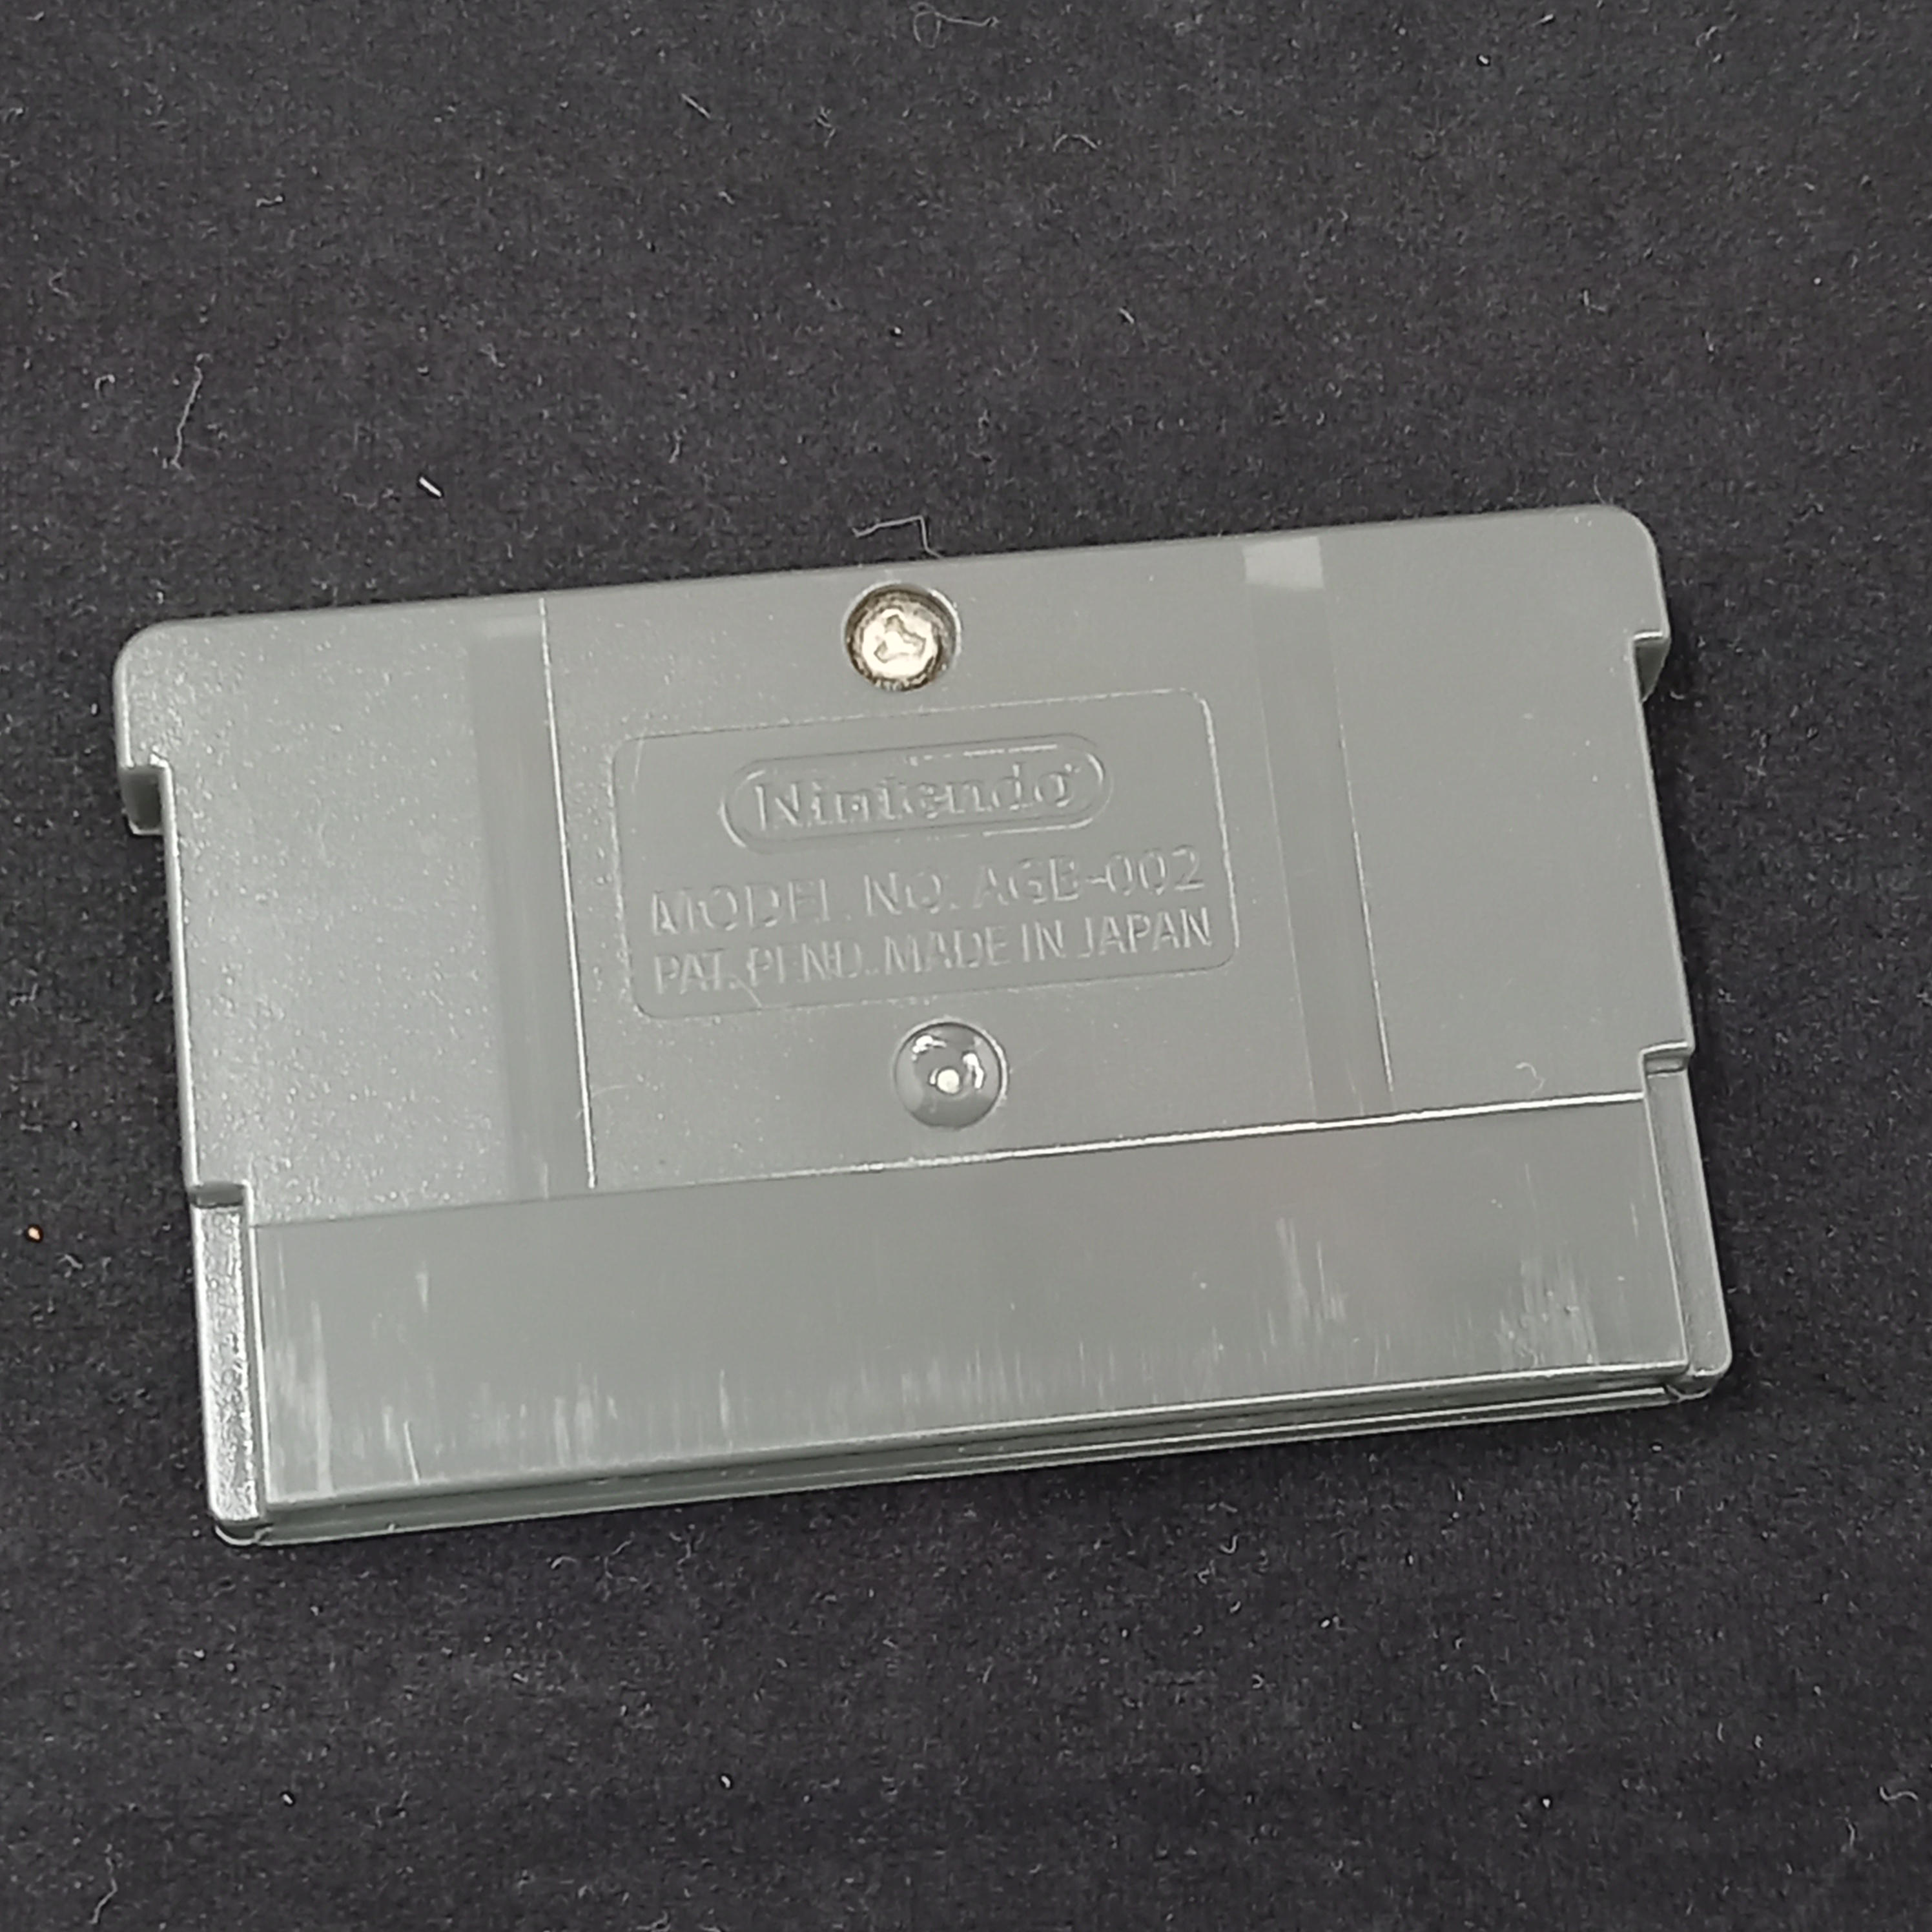 Nintendo
MODEL NO. AGB-002
PAT. PEND. MADE IN JAPAN